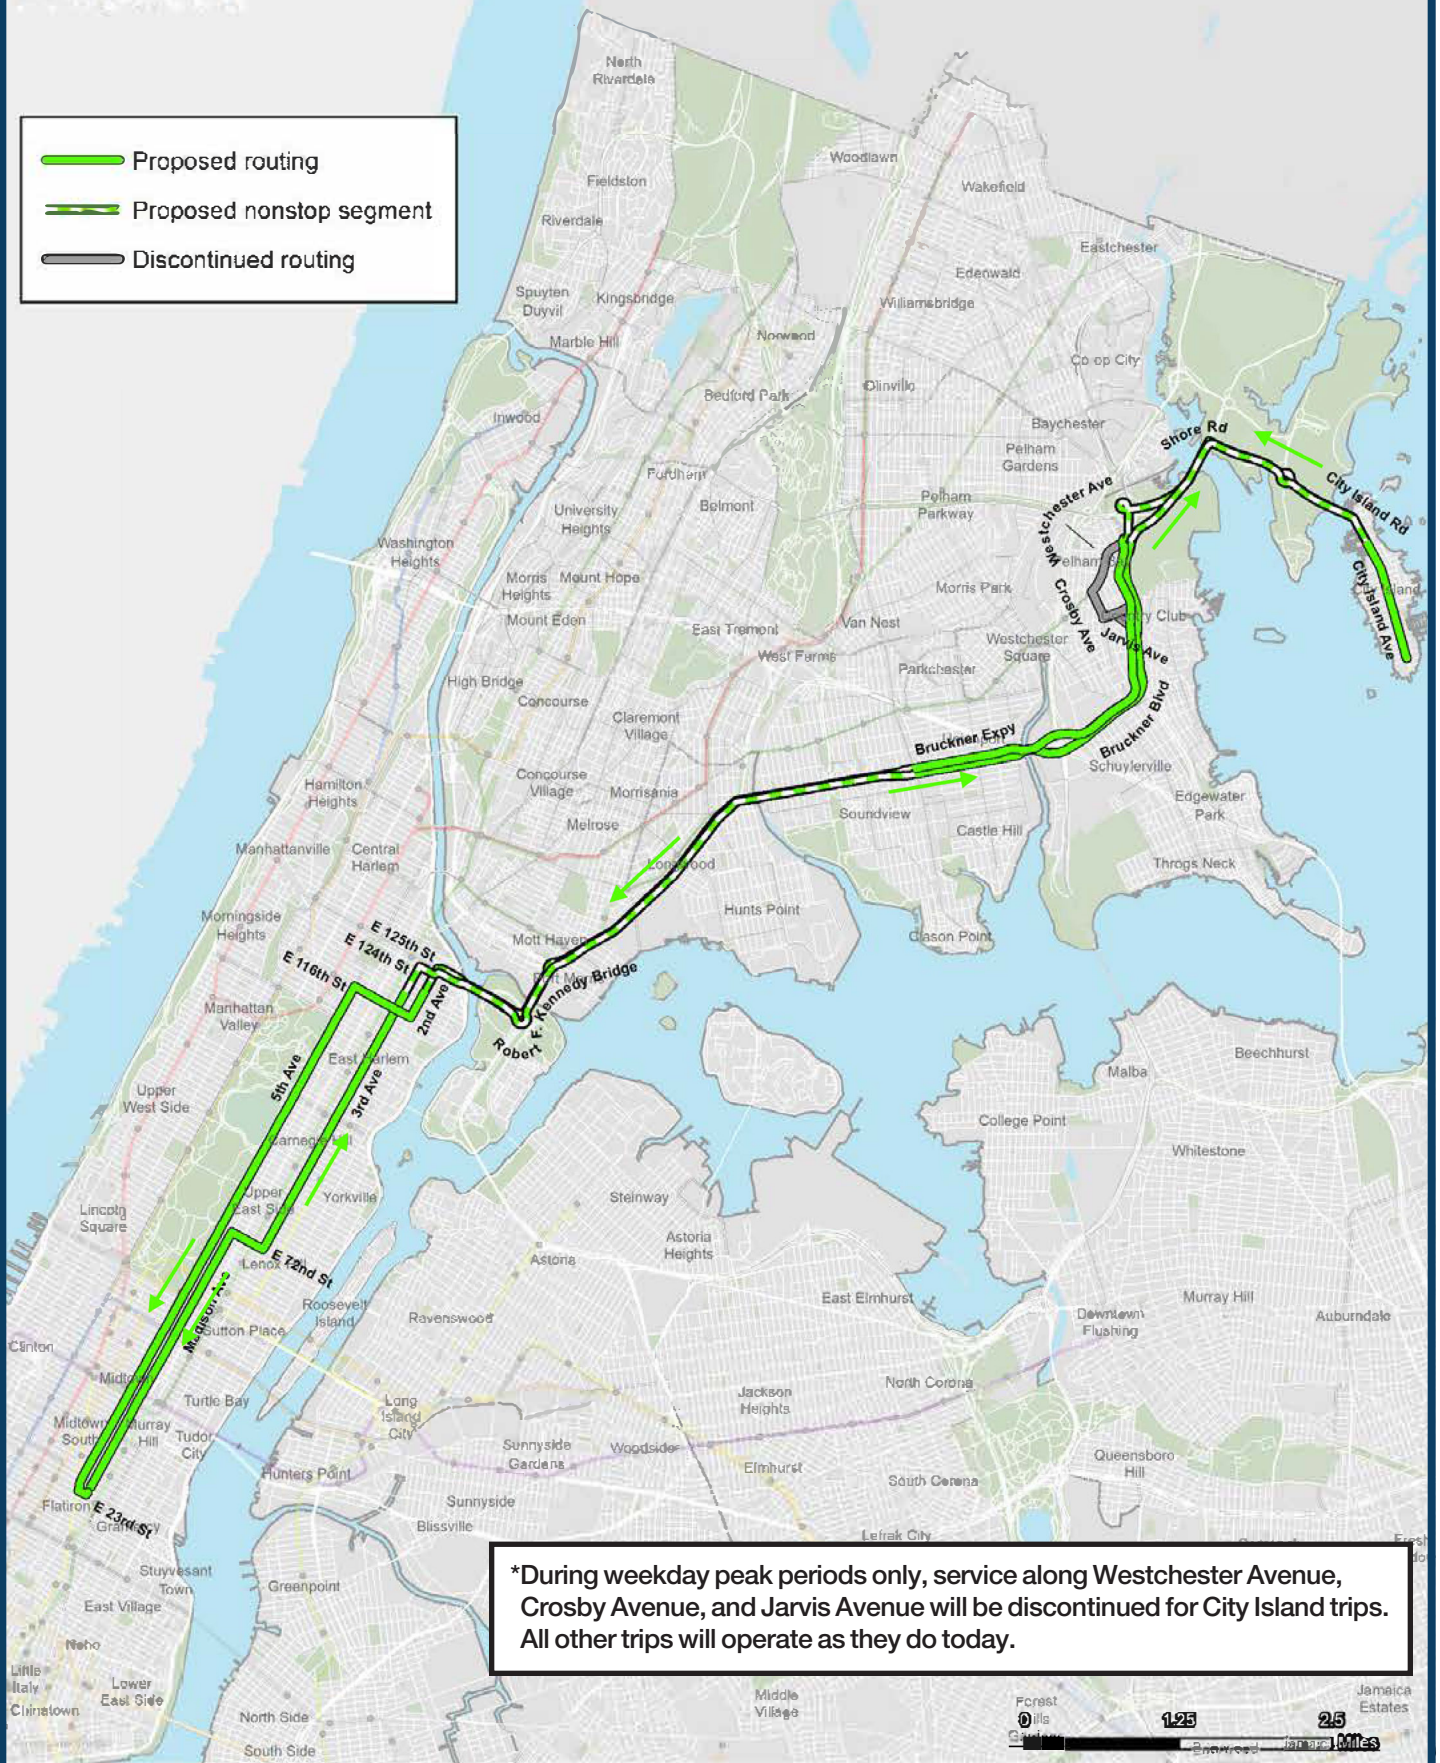 North
Riverdale
Proposed routing
Proposed nonstop segment
Discontinued routing
Woodlawn
Fieldston
Wakefield
Riverdale
Eastchester
Edenwald
Spuyten
Duyvil
Kingsbridge
Williamsbridge
Norwood
Marble Hill
Co op City
Olinville
Bedford Park
Inwood
Baychester
Shore Rd
Pelham
Gardens
Fordham
Westchester Ave
City Island Rd
Belmont
Pelham
Parkway
University
Heights
Washington
Heights
Morris
Heights
Mount Hope
Morris Park
City Island Ave
Crosby Ave
Mount Eden
Van Nest
East Tremont
Jarvis Ave
Westchester
Square
West Farms
Parkchester
High Bridge
Concourse
Claremont
Village
Bruckner Blvd
Bruckner Expy
Schuylerville
Concourse
Village
Morrisania
Hamilton
Heights
Edgewater
Park
Soundview
Melrose
Castle Hill
Manhattanville
Central
Harlem
Longwood
Throgs Neck
Hunts Point
Morningside
Heights
E 125th St
E 124th St
Mott Haven
Clason Point
E 116th St
Robert F. Kennedy Bridge
Manhattan
Valley
2nd Ave
East Harlem
5th Ave
3rd Ave
Beechhurst
Malba
Upper
West Side
College Point
Carnegie Hill
Whitestone
Upper
East Side
Yorkville
Steinway
Lincoln
Square
Astoria
Heights
Astoria
E 72nd St
Lenox
Roosevelt
Island
Madison Ave
East Elmhurst
Murray Hill
Ravenswood
Downtown
Flushing
Auburndale
Sutton Place
Clinton
Midtown
North Corona
Turtle Bay
Jackson
Heights
Long
Island
City
Midtown
South
Murray
Hill
Tudor
City
Sunnyside
Gardens
Woodside
Queensboro
Hill
Hunters Point
Elmhurst
South Corona
Flatiron
E 23rd St
Gramercy
Sunnyside
Blissville
Lefrak City
Stuyvesant
Town
*During weekday peak periods only, service along Westchester Avenue,
Crosby Avenue, and Jarvis Avenue will be discontinued for City Island trips.
All other trips will operate as they do today.
Greenpoint
East Village
Noho
Little
Italy
Lower
East Side
Chinatown
North Side
South Side
Middle
Village
Forest
Hills
Gardens
Jamaica
Estates
0 1.25 2.5
Miles